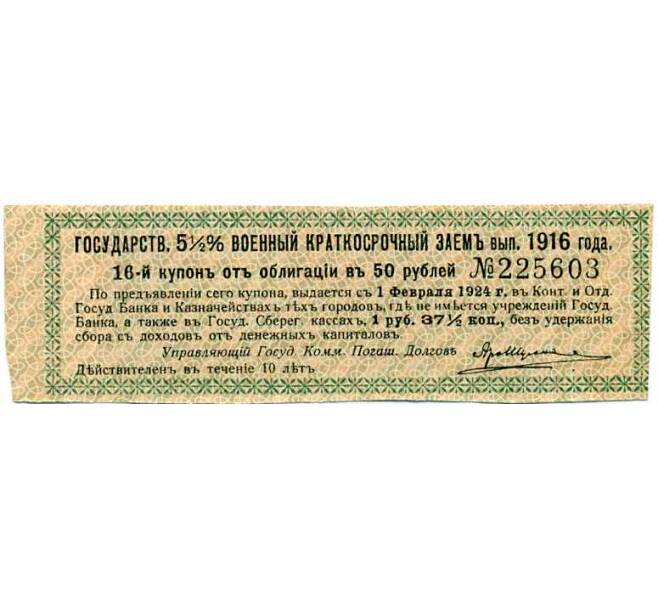 ГОСУДАРСТВ. 5½% ВОЕННЫЙ КРАТКОСРОЧНЫЙ ЗАЕМЪ вып. 1916 года.
16-й купонъ отъ облигаціи въ 50 рублей №225603
По предъявленіи сего купона, выдается съ 1 Февраля 1924 г., въ Конт. и Отд.
Госуд Банка и Казначействахъ тѣхъ городовъ, гдѣ не имѣется учрежденій Госуд.
Банка, а также въ Госуд. Сберег. кассахъ, 1 руб. 37½ коп., безъ удержанія
сбора съ доходовъ отъ денежныхъ капиталовъ.
Управляющій Госуд. Комм. Погаш. Долговъ
Дѣйствителенъ въ теченіе 10 лѣтъ